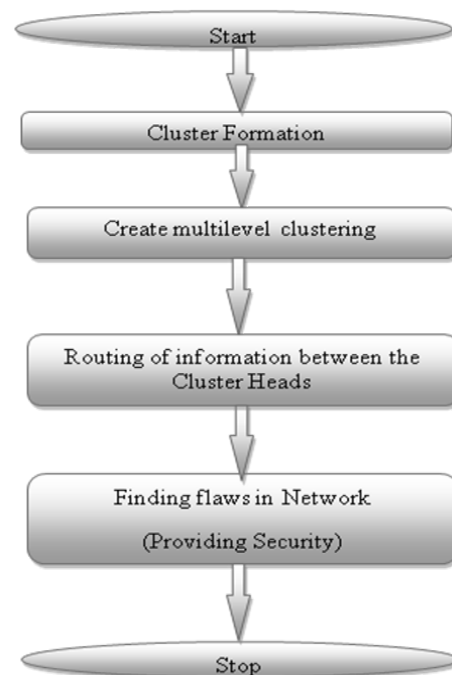 Start
Cluster Formation
Create multilevel clustering
Routing of information between the
Cluster Heads
Finding flaws in Network
(Providing Security)
Stop